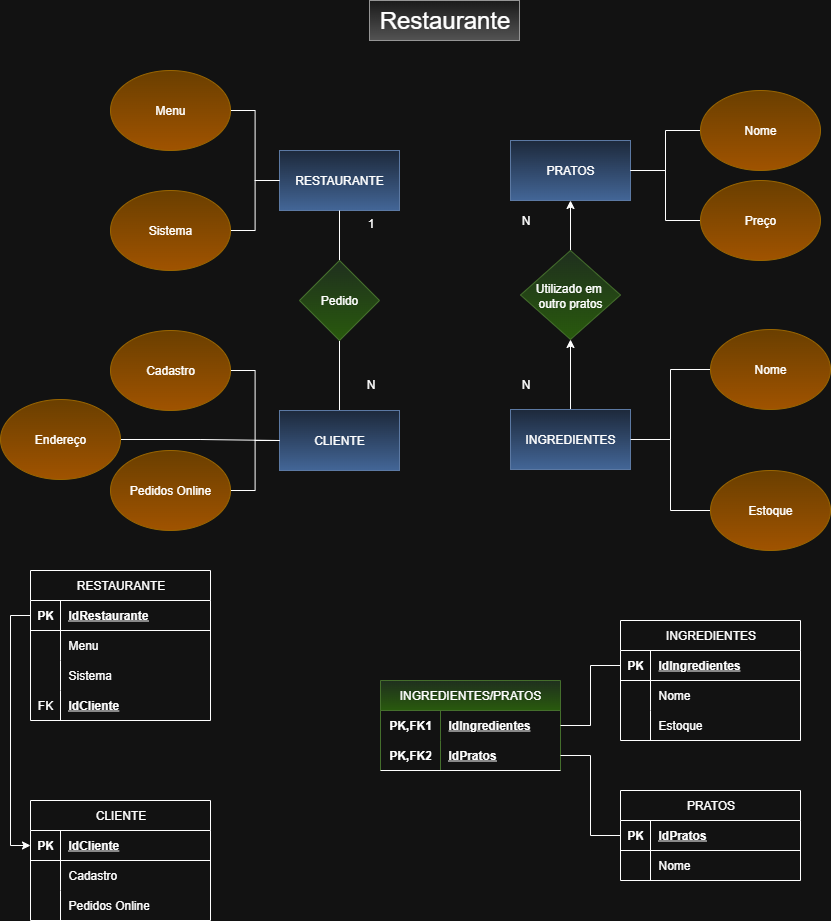 Restaurante
Menu
Sistema
RESTAURANTE
1
Pedido
N
Cadastro
Endereço
Pedidos Online
CLIENTE
PRATOS
Nome
Preço
N
Utilizado em
outro pratos
N
INGREDIENTES
Nome
Estoque
RESTAURANTE
PK IdRestaurante
Menu
Sistema
FK IdCliente
CLIENTE
PK IdCliente
Cadastro
Pedidos Online
INGREDIENTES/PRATOS
PK,FK1 IdIngredientes
PK,FK2 IdPratos
INGREDIENTES
PK IdIngredientes
Nome
Estoque
PRATOS
PK IdPratos
Nome